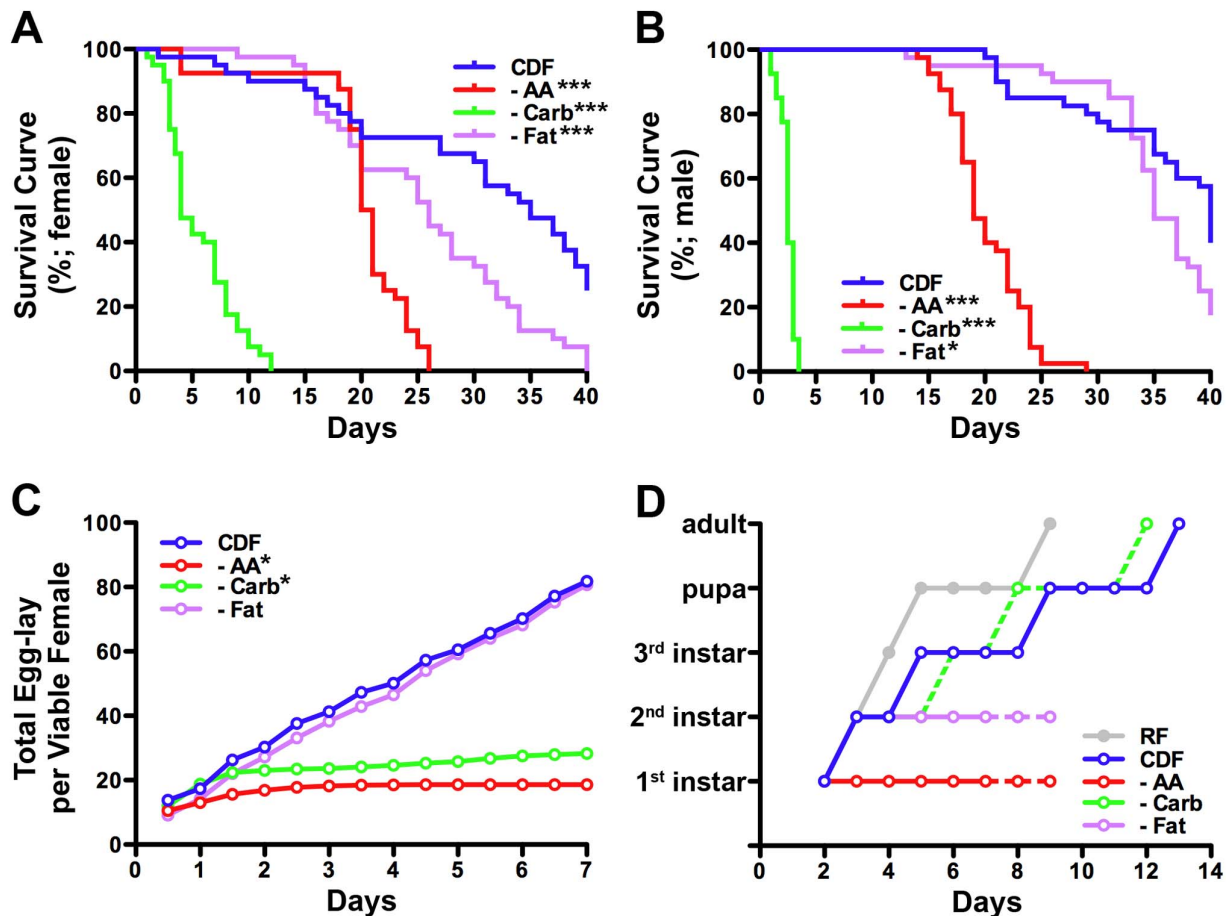 A
Survival Curve
(%; female)
100
80
60
40
20
0
CDF
- AA***
- Carb***
- Fat***
0 5 10 15 20 25 30 35 40
Days
B
Survival Curve
(%; male)
100
80
60
40
20
0
CDF
- AA***
- Carb***
- Fat*
0 5 10 15 20 25 30 35 40
Days
C
Total Egg-lay
per Viable Female
100
80
60
40
20
0
CDF
- AA*
- Carb*
- Fat
0 1 2 3 4 5 6 7
Days
D
adult
pupa
3rd instar
2nd instar
1st instar
RF
CDF
- AA
- Carb
- Fat
0 2 4 6 8 10 12 14
Days